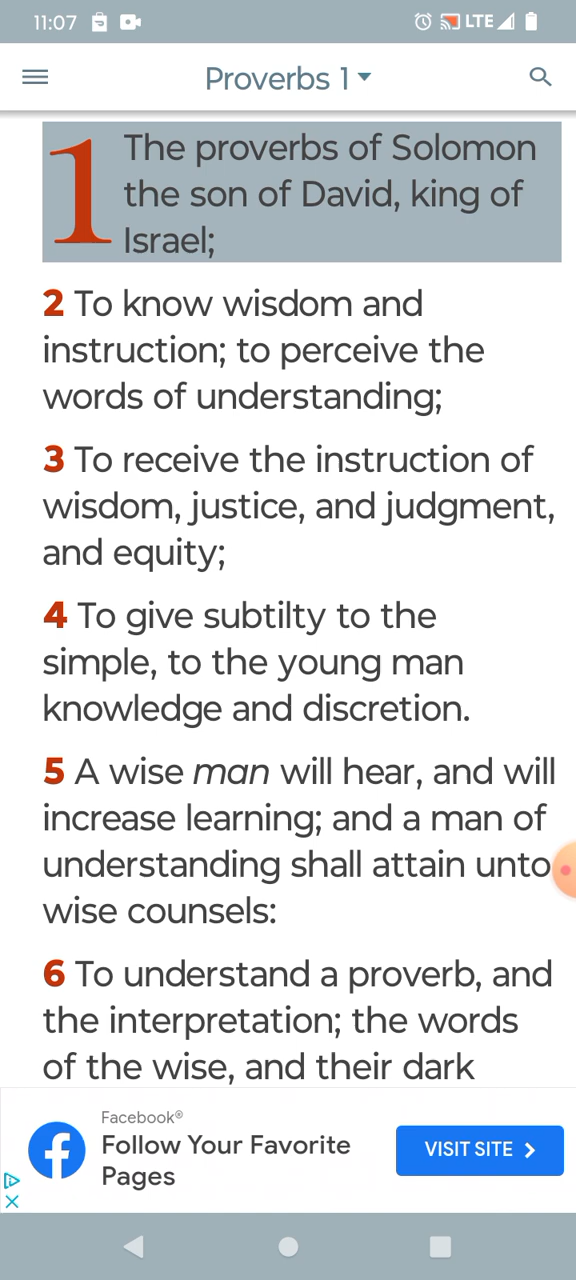 11:07 LTE
Proverbs 1
1 The proverbs of Solomon
the son of David, king of
Israel;
2 To know wisdom and
instruction; to perceive the
words of understanding;
3 To receive the instruction of
wisdom, justice, and judgment,
and equity;
4 To give subtilty to the
simple, to the young man
knowledge and discretion.
5 A wise man will hear, and will
increase learning; and a man of
understanding shall attain unto
wise counsels:
6 To understand a proverb, and
the interpretation; the words
of the wise, and their dark
Facebook®
Follow Your Favorite
Pages
VISIT SITE